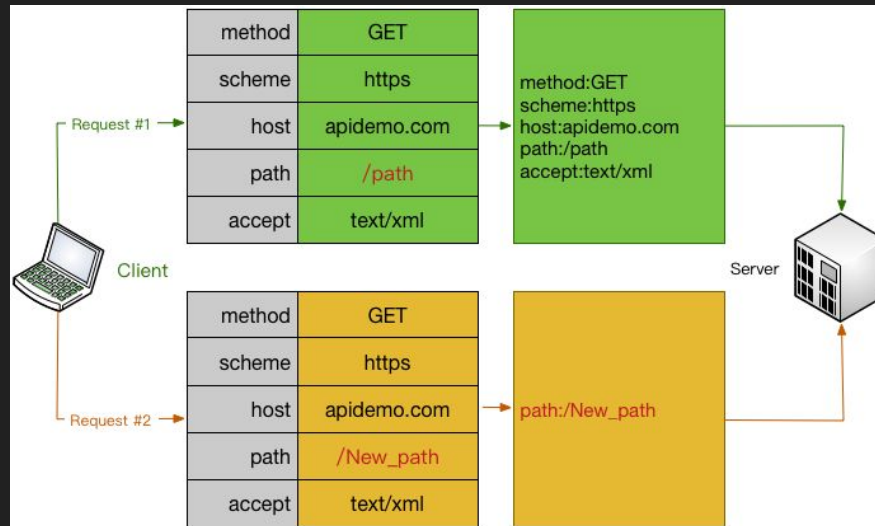 method GET
scheme https
host apidemo.com
path /path
accept text/xml
Request #1
method:GET
scheme:https
host:apidemo.com
path:/path
accept:text/xml
Client
Server
method GET
scheme https
host apidemo.com
path /New_path
accept text/xml
Request #2
path:/New_path